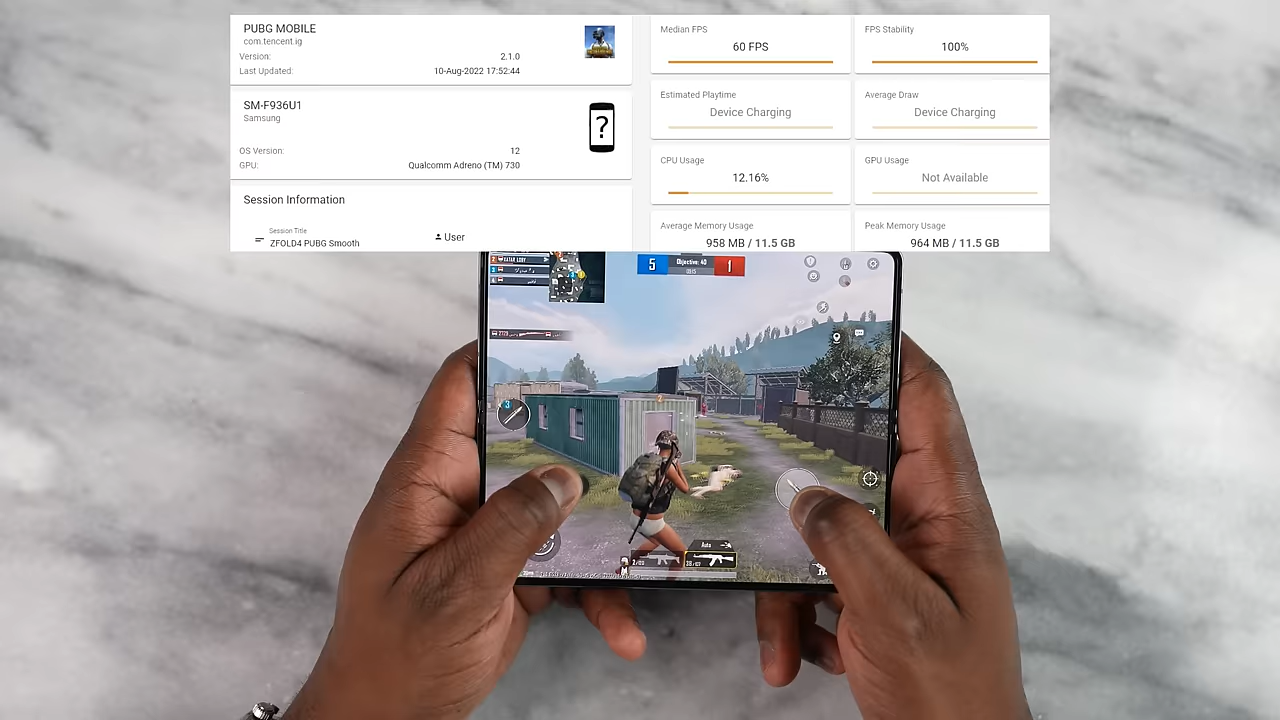 PUBG MOBILE
com.tencent.ig
Version: 2.1.0
Last Updated: 10-Aug-2022 17:52:44
SM-F936U1
Samsung
OS Version: 12
GPU: Qualcomm Adreno (TM) 730
Session Information
Session Title
ZFOLD4 PUBG Smooth
User
Median FPS
60 FPS
FPS Stability
100%
Estimated Playtime
Device Charging
Average Draw
Device Charging
CPU Usage
12.16%
GPU Usage
Not Available
Average Memory Usage
958 MB / 11.5 GB
Peak Memory Usage
964 MB / 11.5 GB
5
Objective: 40
1
3
2
Auto